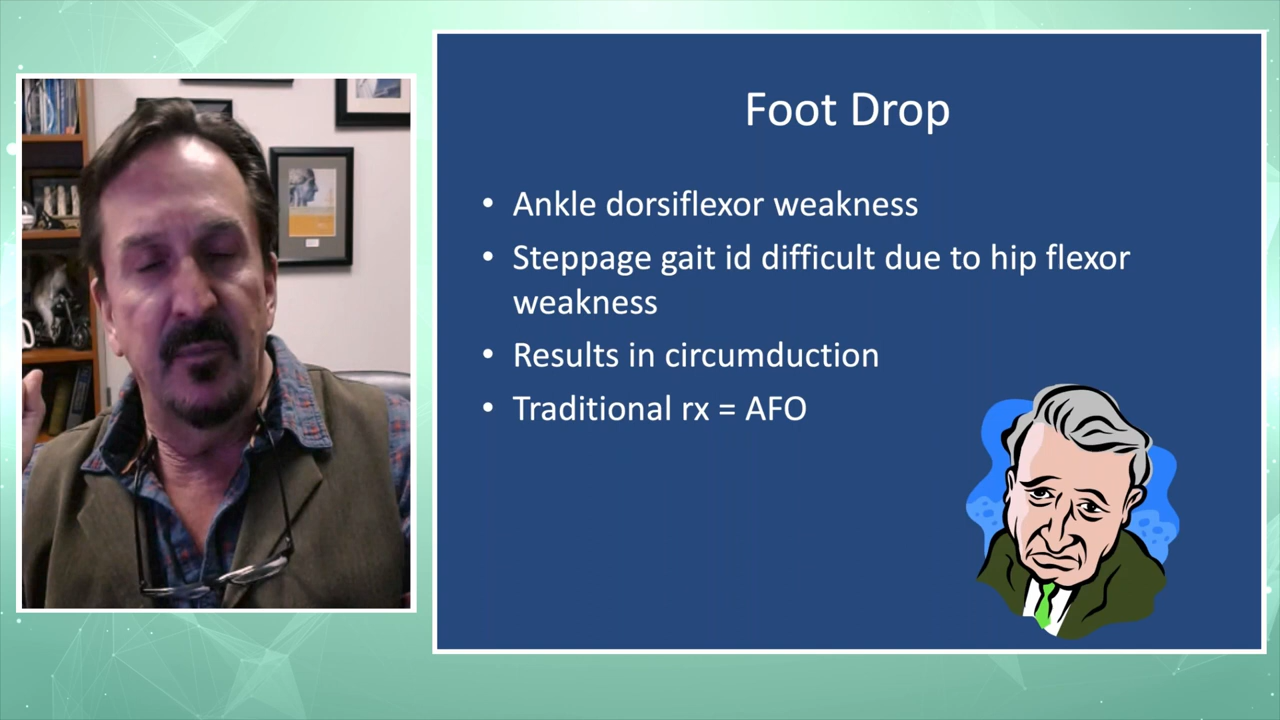 Foot Drop
• Ankle dorsiflexor weakness
• Steppage gait id difficult due to hip flexor
weakness
• Results in circumduction
• Traditional rx = AFO